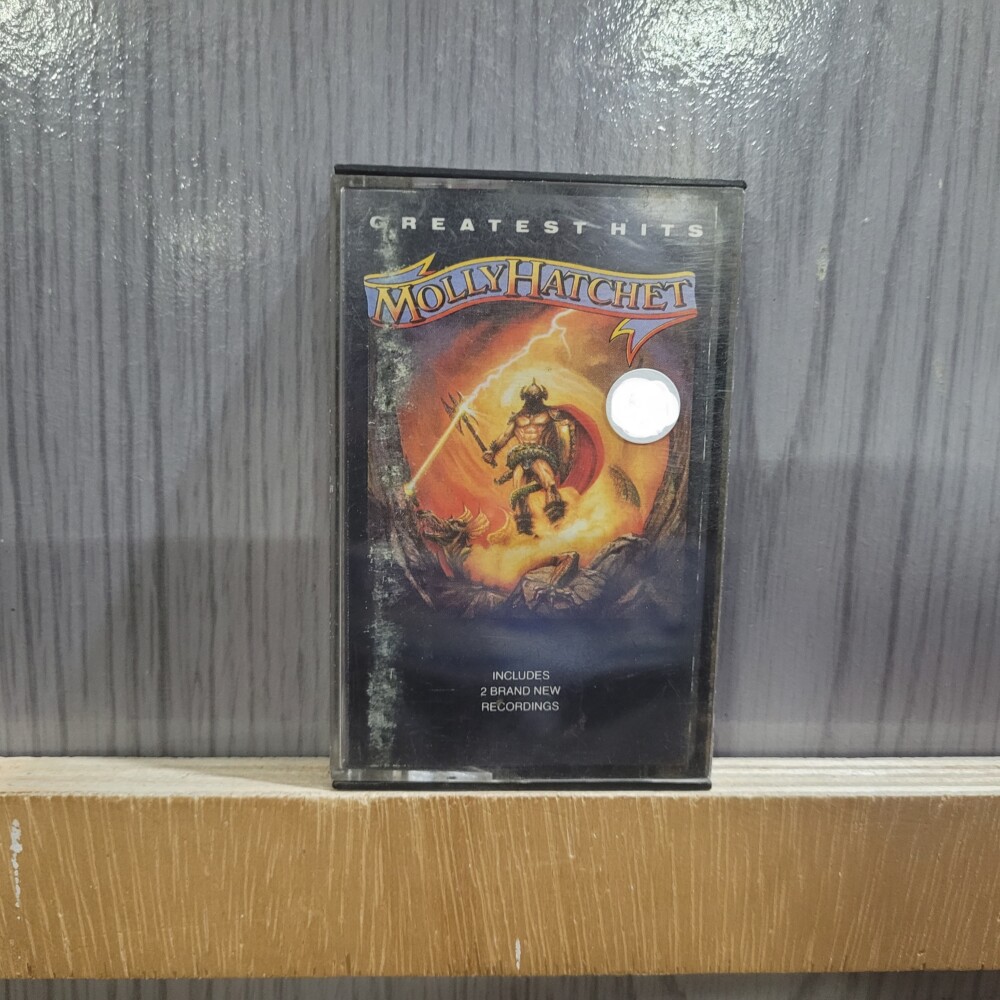 GREATEST HITS
MOLLY HATCHET
INCLUDES
2 BRAND NEW
RECORDINGS